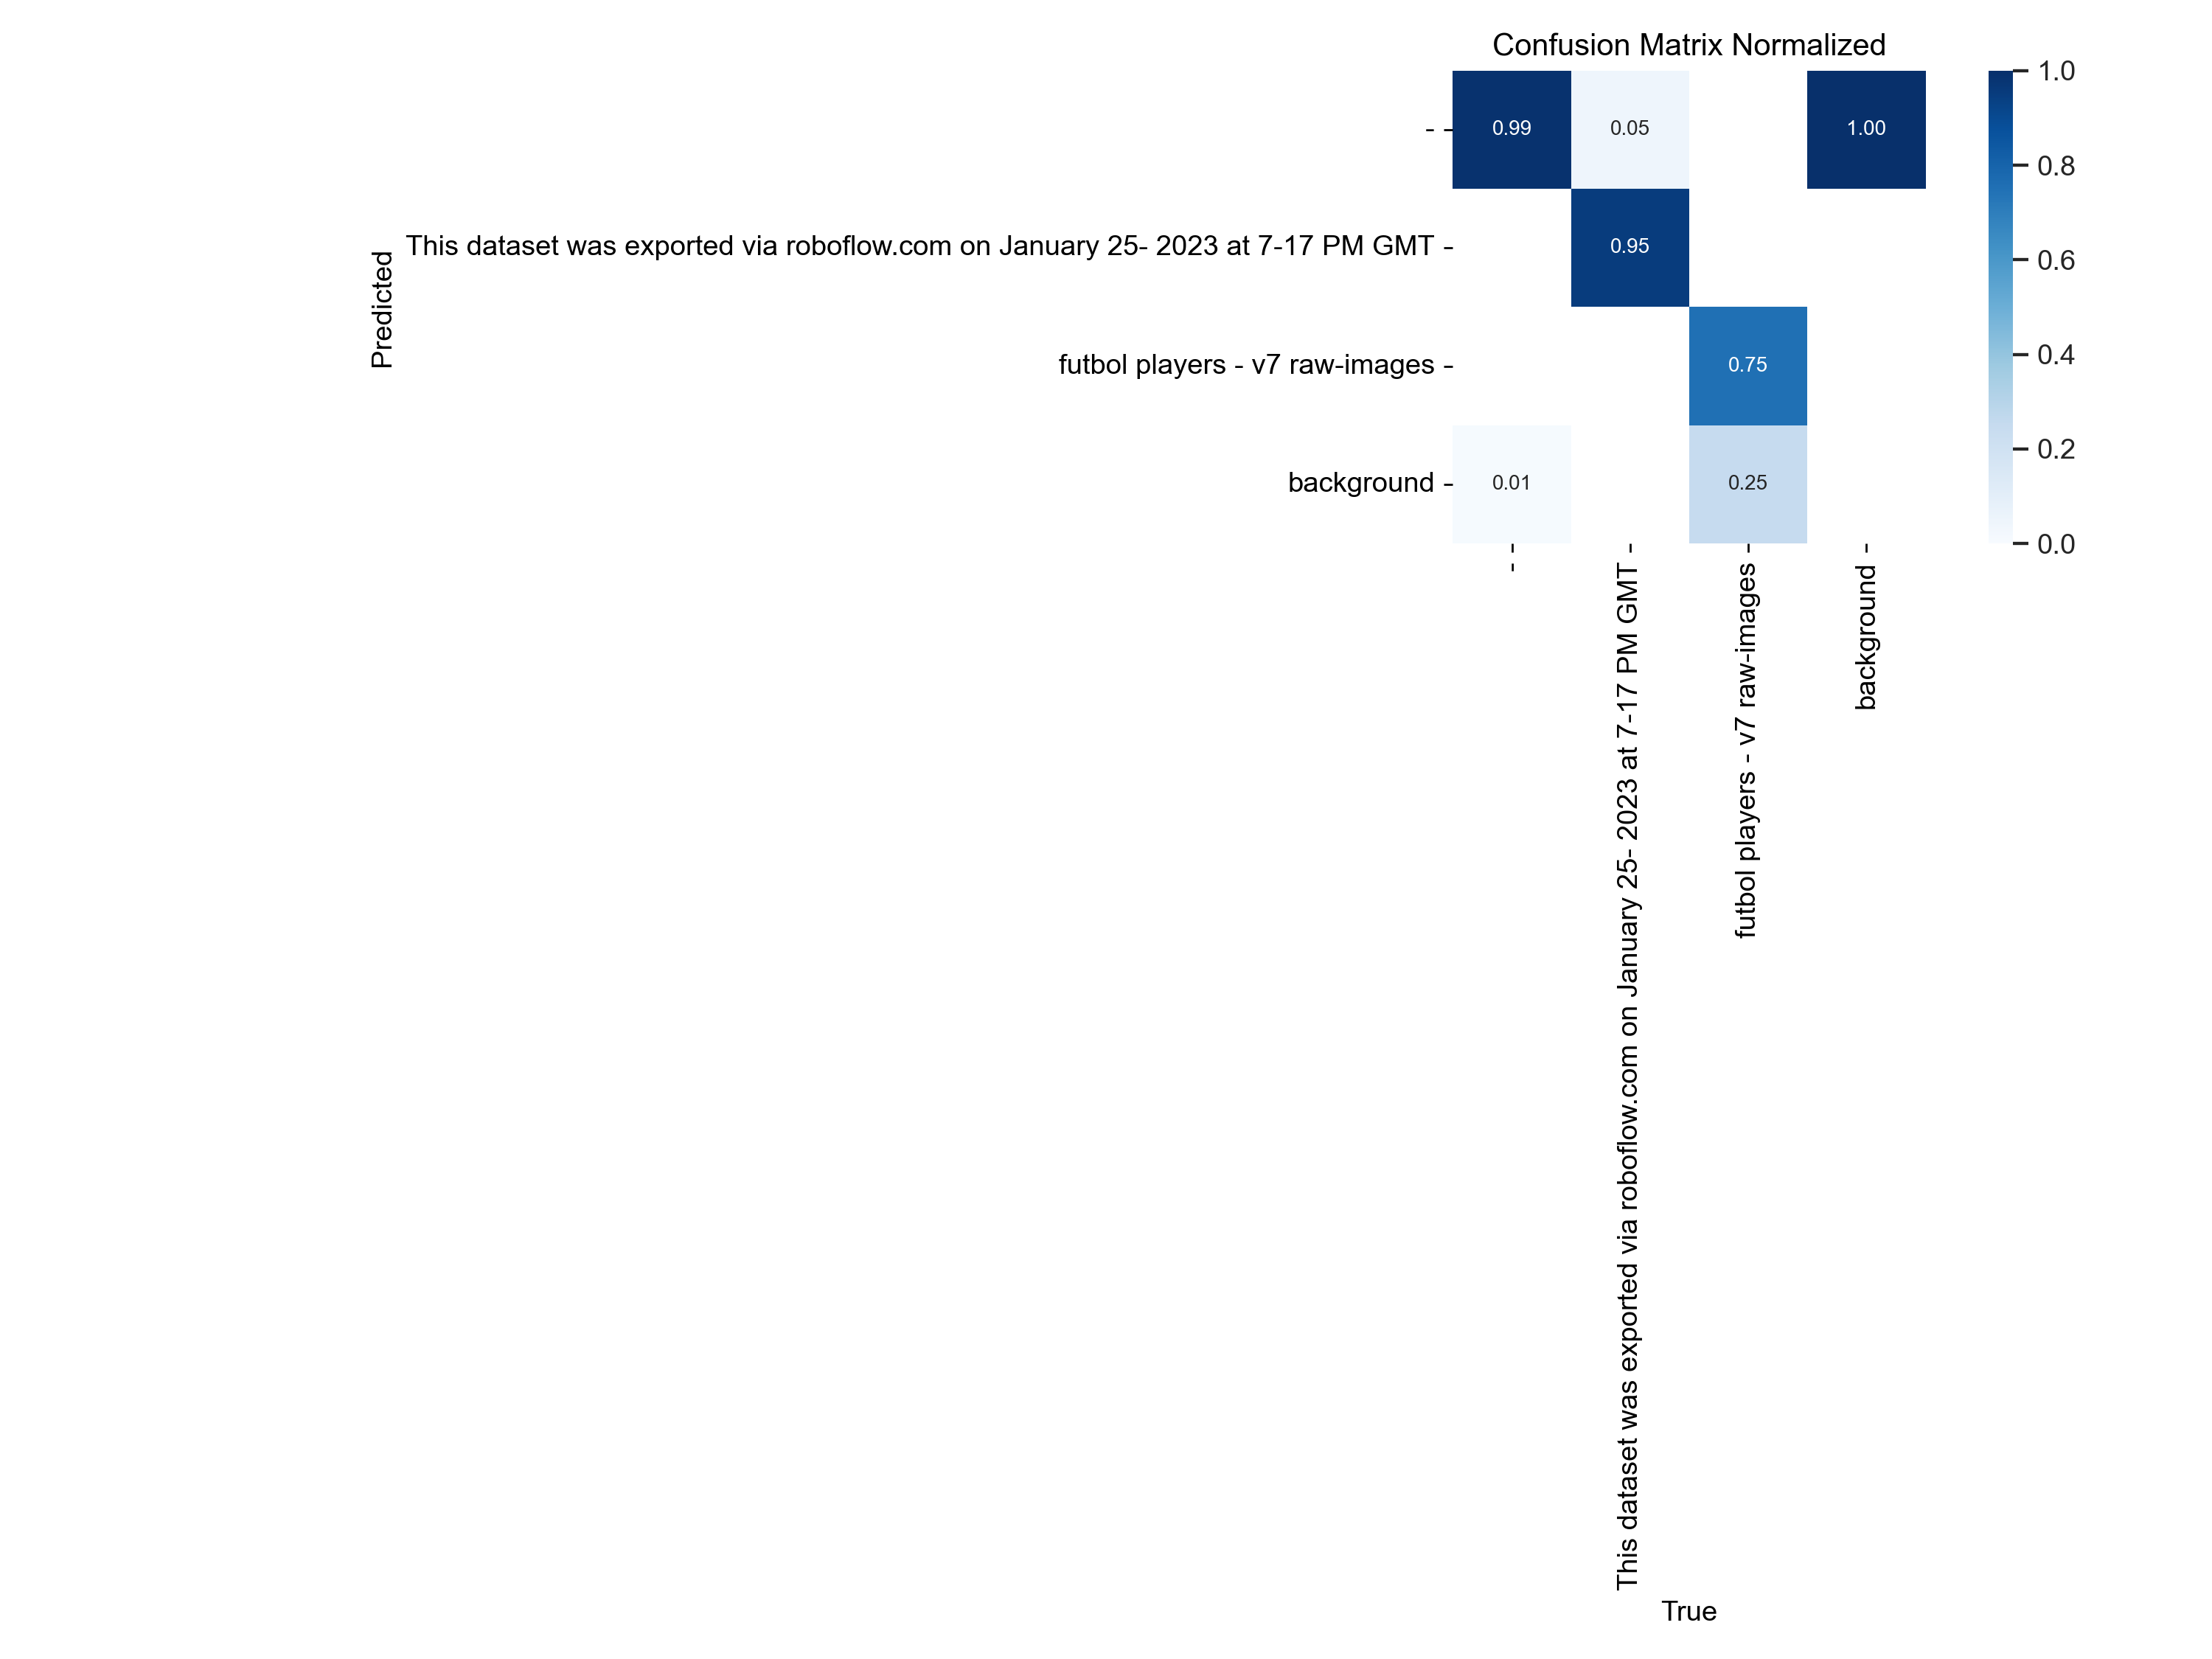 Confusion Matrix Normalized
- 0.99 0.05 1.00
This dataset was exported via roboflow.com on January 25- 2023 at 7-17 PM GMT 0.95
futbol players - v7 raw-images 0.75
background 0.01 0.25
Predicted
-
This dataset was exported via roboflow.com on January 25- 2023 at 7-17 PM GMT
futbol players - v7 raw-images
background
True
1.0
0.8
0.6
0.4
0.2
0.0